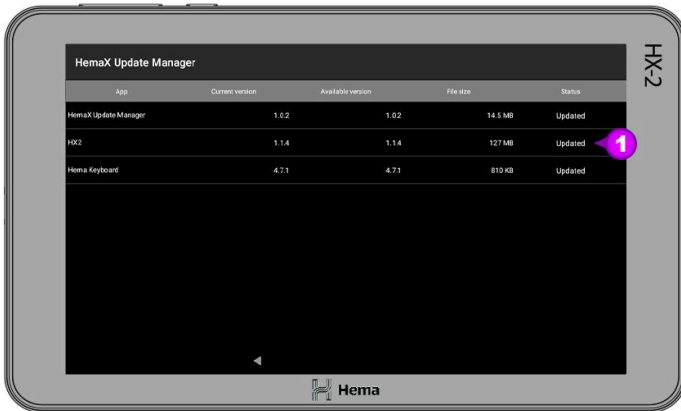 HX-2
HemaX Update Manager
App Current version Available version File size Status
HemaX Update Manager 1.0.2 1.0.2 14.5 MB Updated
HX2 1.1.4 1.1.4 127 MB Updated
1
Hema Keyboard 4.7.1 4.7.1 810 KB Updated
Hema